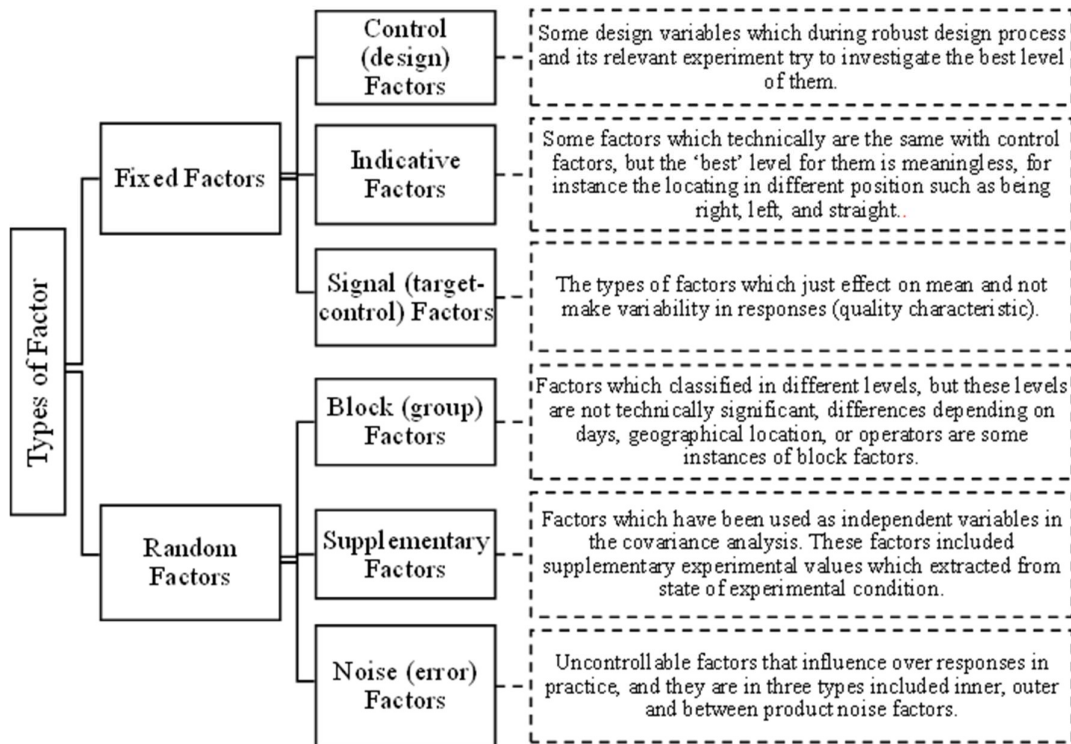 Types of Factor
Fixed Factors
Control
(design)
Factors
Some design variables which during robust design process
and its relevant experiment try to investigate the best level
of them.
Indicative
Factors
Some factors which technically are the same with control
factors, but the ‘best’ level for them is meaningless, for
instance the locating in different position such as being
right, left, and straight..
Signal (target-
control) Factors
The types of factors which just effect on mean and not
make variability in responses (quality characteristic).
Random
Factors
Block (group)
Factors
Factors which classified in different levels, but these levels
are not technically significant, differences depending on
days, geographical location, or operators are some
instances of block factors.
Supplementary
Factors
Factors which have been used as independent variables in
the covariance analysis. These factors included
supplementary experimental values which extracted from
state of experimental condition.
Noise (error)
Factors
Uncontrollable factors that influence over responses in
practice, and they are in three types included inner, outer
and between product noise factors.